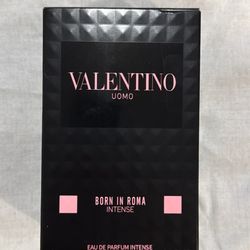 VALENTINO
UOMO
BORN IN ROMA
INTENSE
EAU DE PARFUM INTENSE